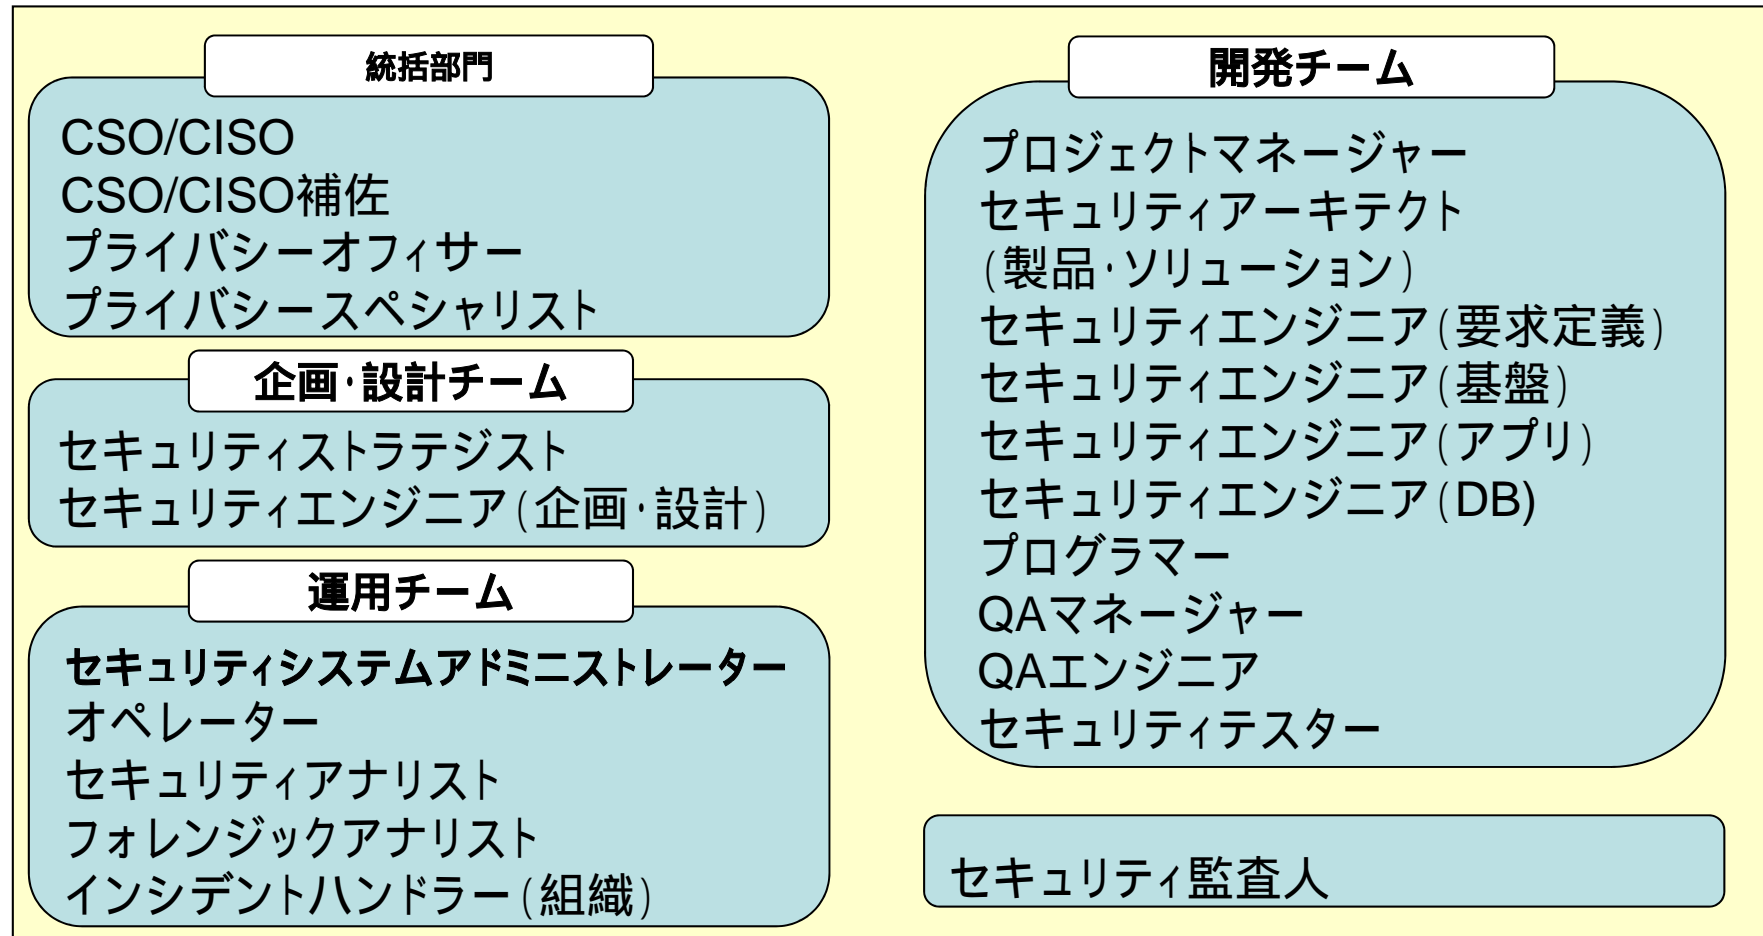 統括部門
CSO/CISO
CSO/CISO補佐
プライバシーオフィサー
プライバシースペシャリスト
企画・設計チーム
セキュリティストラテジスト
セキュリティエンジニア(企画・設計)
運用チーム
セキュリティシステムアドミニストレーター
オペレーター
セキュリティアナリスト
フォレンジックアナリスト
インシデントハンドラー(組織)
開発チーム
プロジェクトマネージャー
セキュリティアーキテクト
(製品・ソリューション)
セキュリティエンジニア(要求定義)
セキュリティエンジニア(基盤)
セキュリティエンジニア(アプリ)
セキュリティエンジニア(DB)
プログラマー
QAマネージャー
QAエンジニア
セキュリティテスター
セキュリティ監査人